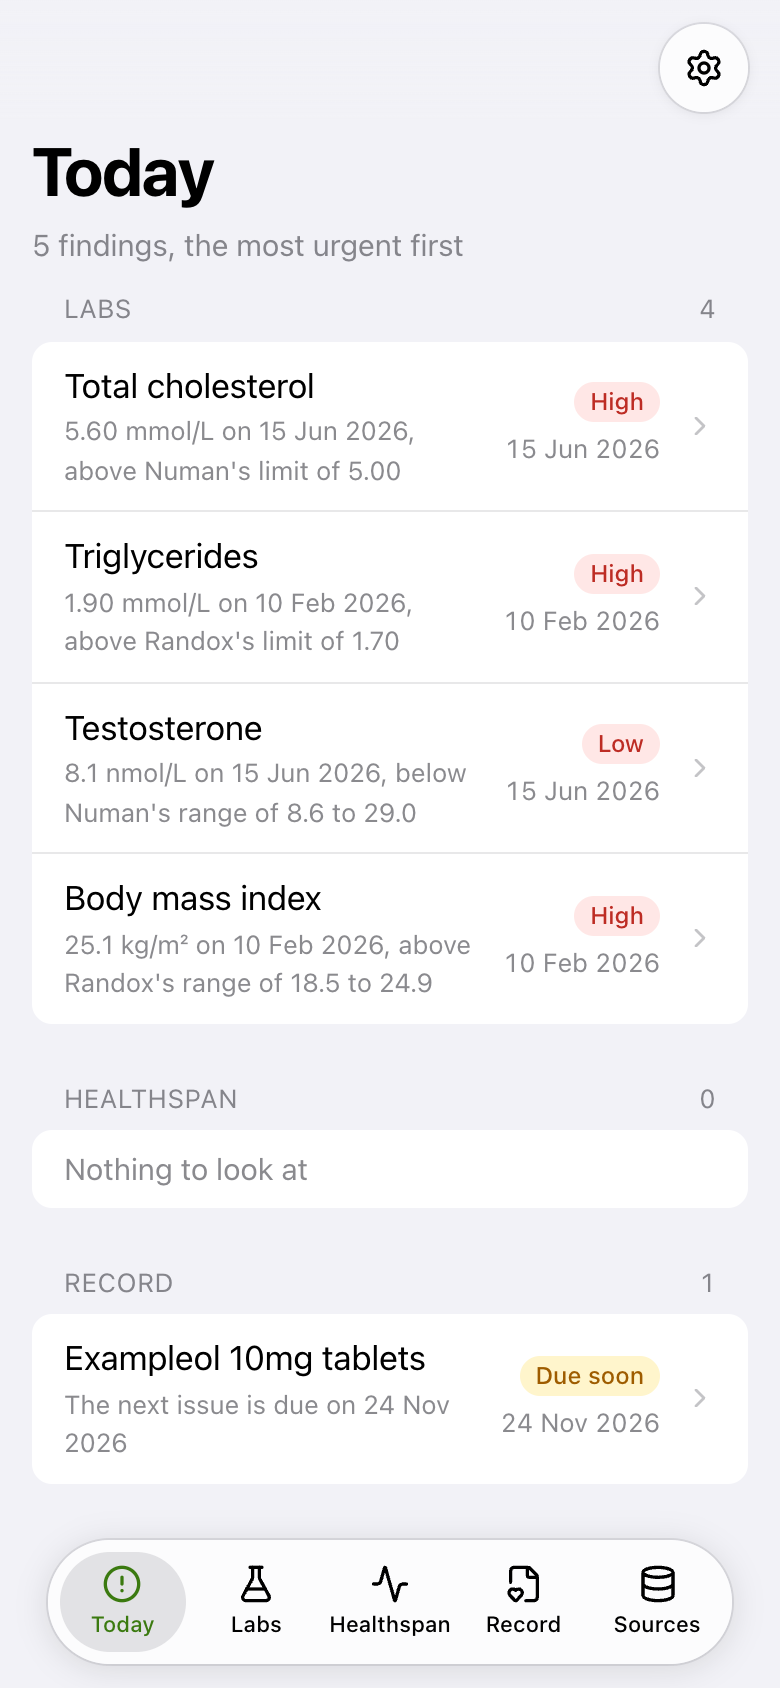 Today
5 findings, the most urgent first
LABS 4
Total cholesterol
5.60 mmol/L on 15 Jun 2026,
above Numan's limit of 5.00
High
15 Jun 2026
Triglycerides
1.90 mmol/L on 10 Feb 2026,
above Randox's limit of 1.70
High
10 Feb 2026
Testosterone
8.1 nmol/L on 15 Jun 2026, below
Numan's range of 8.6 to 29.0
Low
15 Jun 2026
Body mass index
25.1 kg/m² on 10 Feb 2026, above
Randox's range of 18.5 to 24.9
High
10 Feb 2026
HEALTHSPAN 0
Nothing to look at
RECORD 1
Exampleol 10mg tablets
The next issue is due on 24 Nov
2026
Due soon
24 Nov 2026
Today Labs Healthspan Record Sources